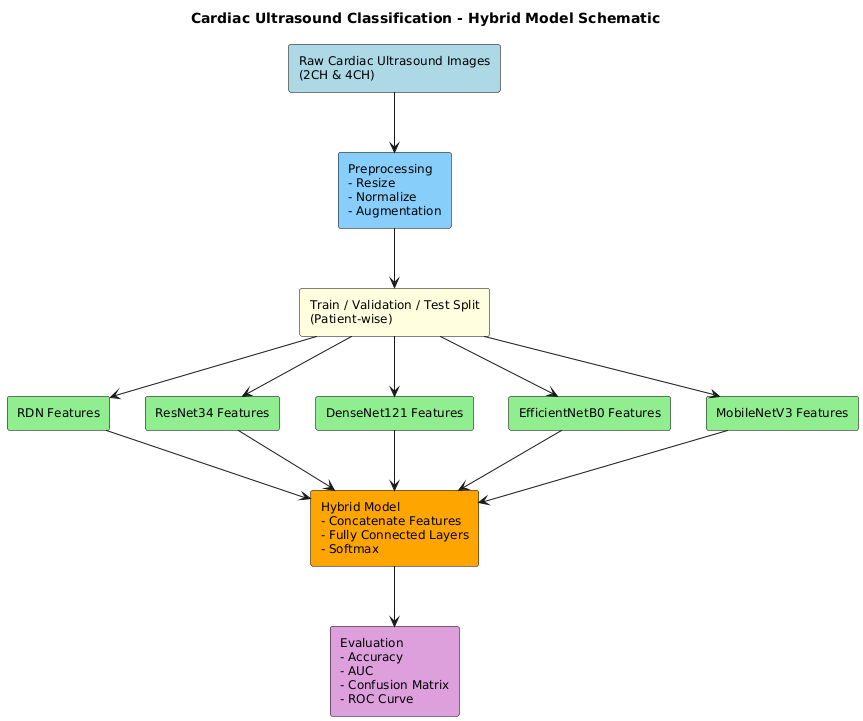 Cardiac Ultrasound Classification - Hybrid Model Schematic
Raw Cardiac Ultrasound Images
(2CH & 4CH)
Preprocessing
- Resize
- Normalize
- Augmentation
Train / Validation / Test Split
(Patient-wise)
RDN Features
ResNet34 Features
DenseNet121 Features
EfficientNetB0 Features
MobileNetV3 Features
Hybrid Model
- Concatenate Features
- Fully Connected Layers
- Softmax
Evaluation
- Accuracy
- AUC
- Confusion Matrix
- ROC Curve